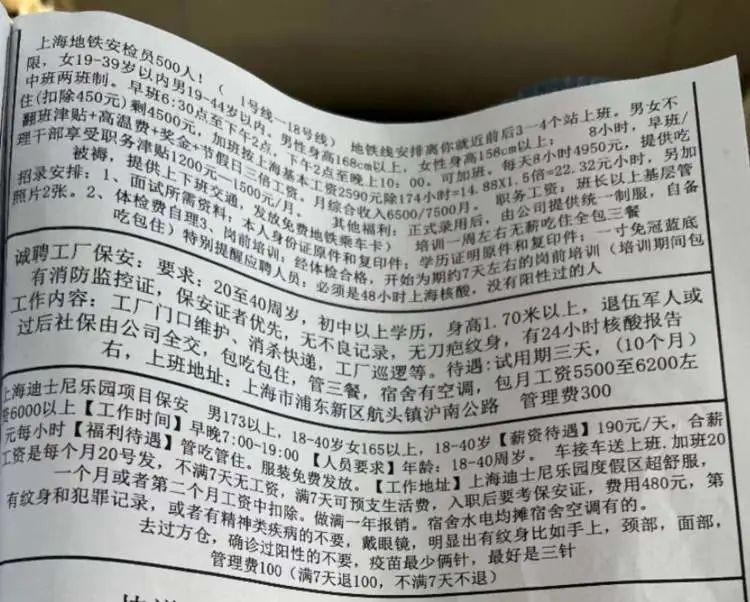 上海地铁安检员500人！（ 1号线—18号线） 地铁线安排离你就近前后3—4个站上班。男女不
限，女19-39岁以内男19-44岁以内。男性身高168cm以上，女性身高158cm以上； 8小时，早班/
中班两班制。早班6:30点至下午2点，下午2点至晚上10：00。可加班。每天8小时4950元，提供吃
住(扣除450元)剩4500元，加班按上海基本工资2590元除174小时=14.88X1.5倍=22.32元小时，另加
翻班津贴+高温费+奖金+节假日三倍工资。月综合收入6500/7500月。 职务工资：班长以上基层管
理干部享受职务津贴1200元—1500元/月。 其他福利：正式录用后，由公司提供统一制服，自备
被褥，提供上下班交通，发放免费地铁乘车卡） 培训一周左右无薪吃住全包三餐
招录安排：1、面试所需资料：本人身份证原件和复印件；学历证明原件和复印件；一寸免冠蓝底
照片2张。2、体检费自理3、岗前培训：经体检合格，开始为期约7天左右的岗前培训（培训期间包
吃包住）特别提醒应聘人员：必须是48小时上海核酸，没有阳性过的人
诚聘工厂保安：要求：20至40周岁，初中以上学历，身高1.70米以上，退伍军人或
有消防监控证，保安证者优先，无不良记录，无刀疤纹身，有24小时核酸报告
工作内容：工厂门口维护、消杀快递，工厂巡逻等。待遇:试用期三天，(10个月)
过后社保由公司全交，包吃包住，管三餐，宿舍有空调，包月工资5500至6200左
右，上班地址：上海市浦东新区航头镇沪南公路 管理费300
上海迪士尼乐园项目保安 男173以上，18-40岁女165以上，18-40岁【薪资待遇】190元/天，合薪
资6000以上【工作时间】早晚7:00-19:00 【人员要求】年龄：18-40周岁。 车接车送上班.加班20
元每小时【福利待遇】管吃管住。服装免费发放。【工作地址】上海迪士尼乐园度假区超舒服，
工资是每个月20号发，不满7天无工资，满7天可预支生活费，入职后要考保安证，费用480元，第
一个月或者第二个月工资中扣除。做满一年报销。宿舍水电均摊宿舍空调有的。
有纹身和犯罪记录，或者有精神类疾病的不要，戴眼镜，明显出有纹身比如手上，颈部，面部，
去过方仓，确诊过阳性的不要，疫苗最少俩针，最好是三针
管理费100（满7天退100，不满7天不退）